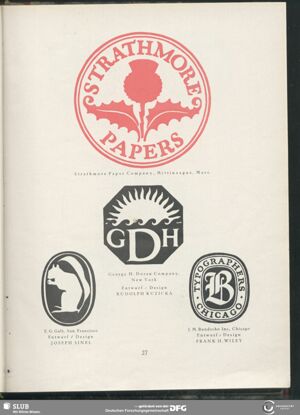 STRATHMORE
PAPERS
Strathmore Paper Company, Mittineague, Mass.
GDH
George H. Doran Company,
New York
Entwurf - Design
RUDOLPH RUZICKA
E. G. Galt, San Francisco
Entwurf / Design
JOSEPH SINEL
TYPOGRAPHERS
B
CHICAGO
J. M. Bundscho Inc, Chicago
Entwurf - Design
FRANK H. WILEY
27
SLUB
Wir führen Wissen.
gefördert von der DFG
Deutschen Forschungsgemeinschaft